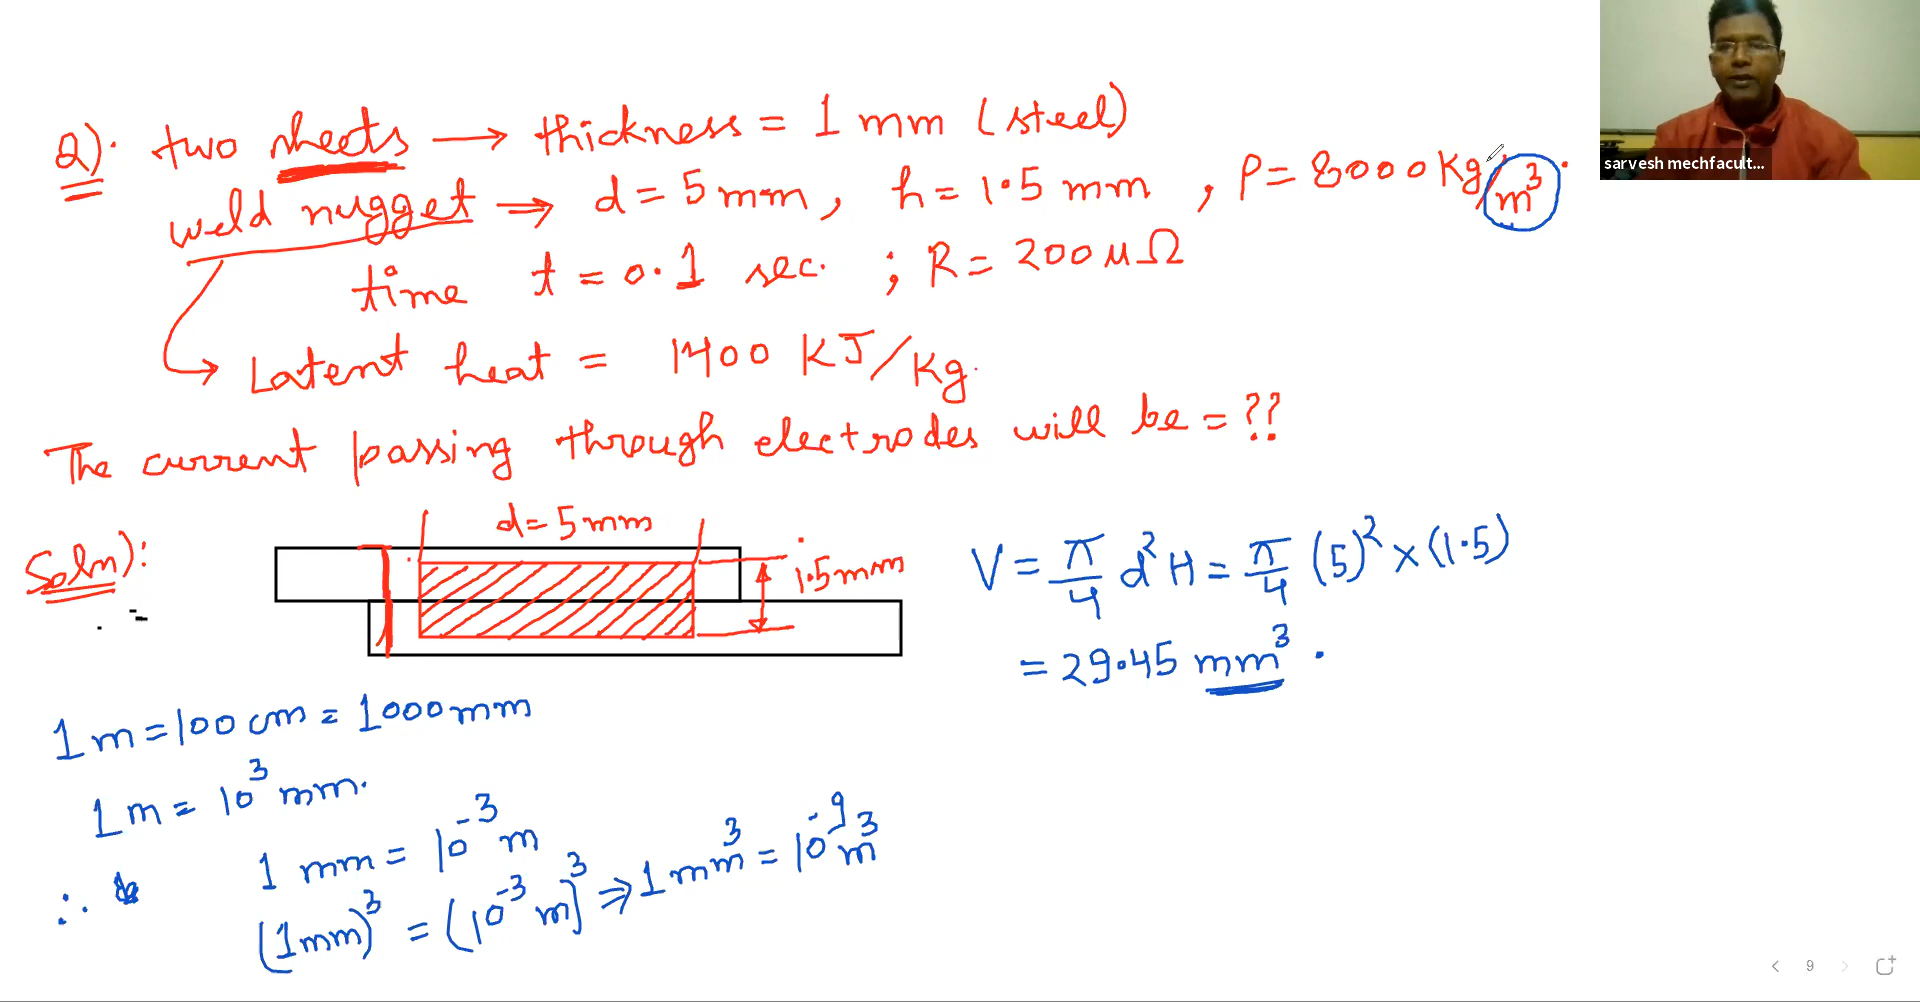 Q). two sheets → thickness = 1 mm (steel)
weld nugget → d = 5 mm, h = 1.5 mm, ρ = 8000 Kg/m³.
time t = 0.1 sec. ; R = 200 μΩ
↳ Latent heat = 1400 KJ/Kg.
The current passing through electrodes will be = ??
Soln):
d = 5 mm
1.5 mm
V = π/4 d² H = π/4 (5)² × (1.5)
= 29.45 mm³.
1 m = 100 cm = 1000 mm
1 m = 10³ mm.
∴ 1 mm = 10⁻³ m
(1mm)³ = (10⁻³ m)³ ⇒ 1 mm³ = 10⁻⁹ m³
sarvesh mechfacult...
9